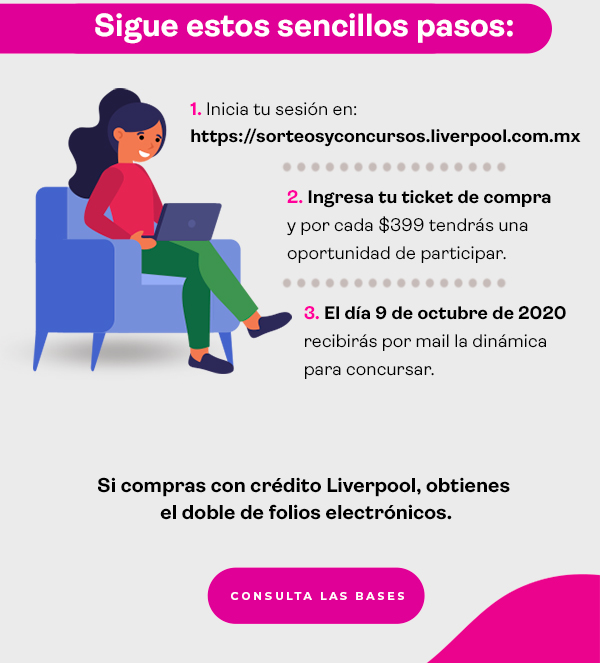 Sigue estos sencillos pasos:
1. Inicia tu sesión en:
https://sorteosyconcursos.liverpool.com.mx
2. Ingresa tu ticket de compra
y por cada $399 tendrás una
oportunidad de participar.
3. El día 9 de octubre de 2020
recibirás por mail la dinámica
para concursar.
Si compras con crédito Liverpool, obtienes
el doble de folios electrónicos.
CONSULTA LAS BASES